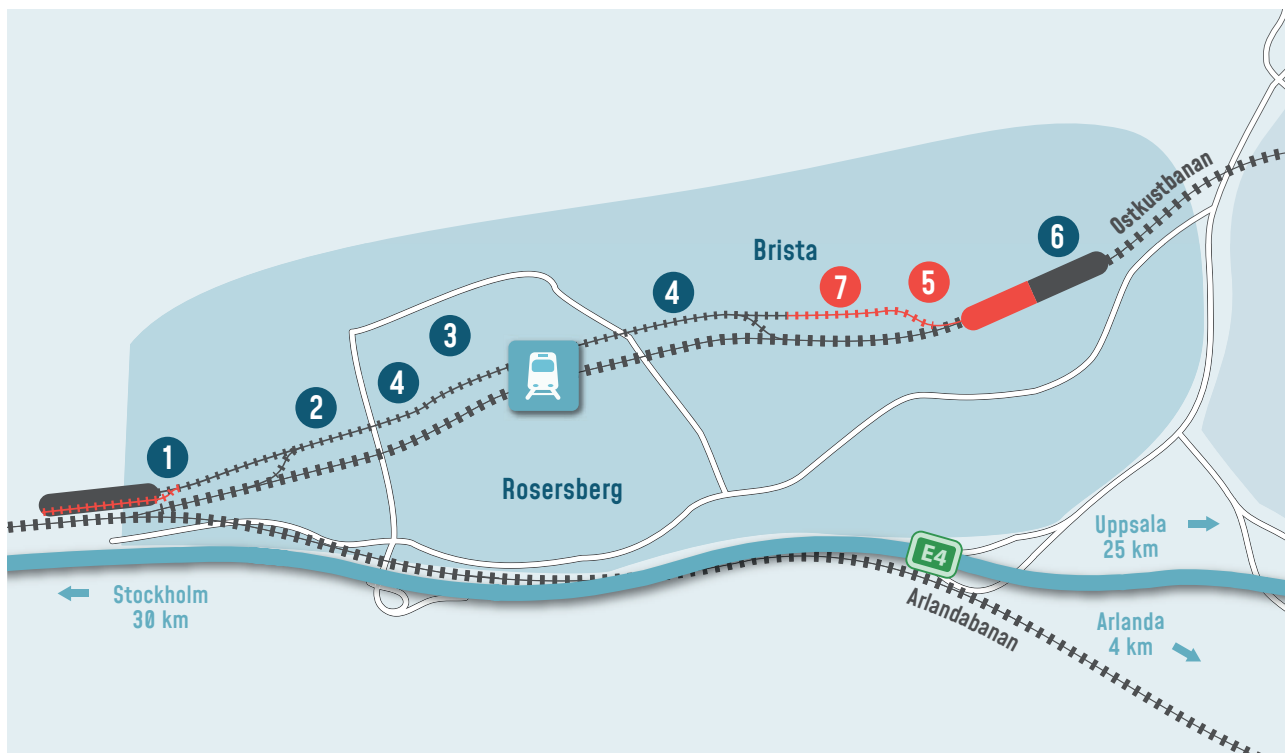 Ostkustbanan
6
Brista
5
7
4
3
4
2
1
Rosersberg
Uppsala
25 km
E4
Stockholm
30 km
Arlandabanan
Arlanda
4 km